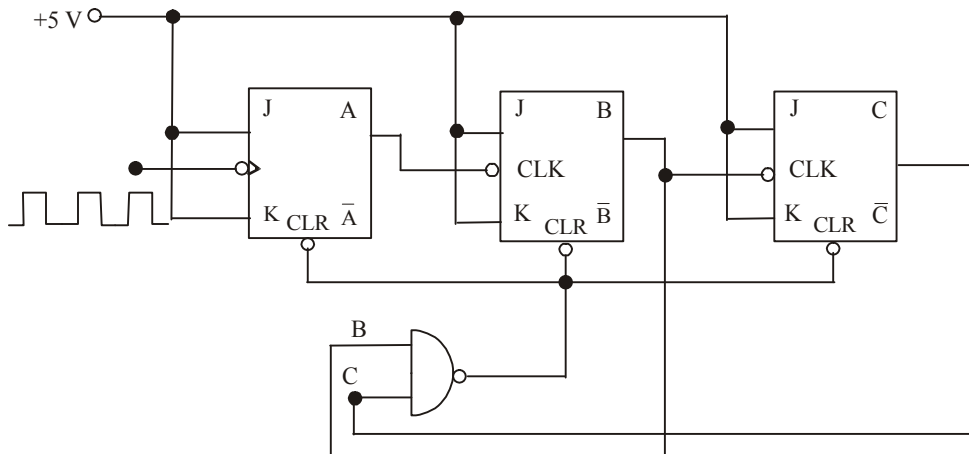 +5 V
J A
K CLR A̅
J B
CLK
K CLR B̅
J C
CLK
K CLR C̅
B
C